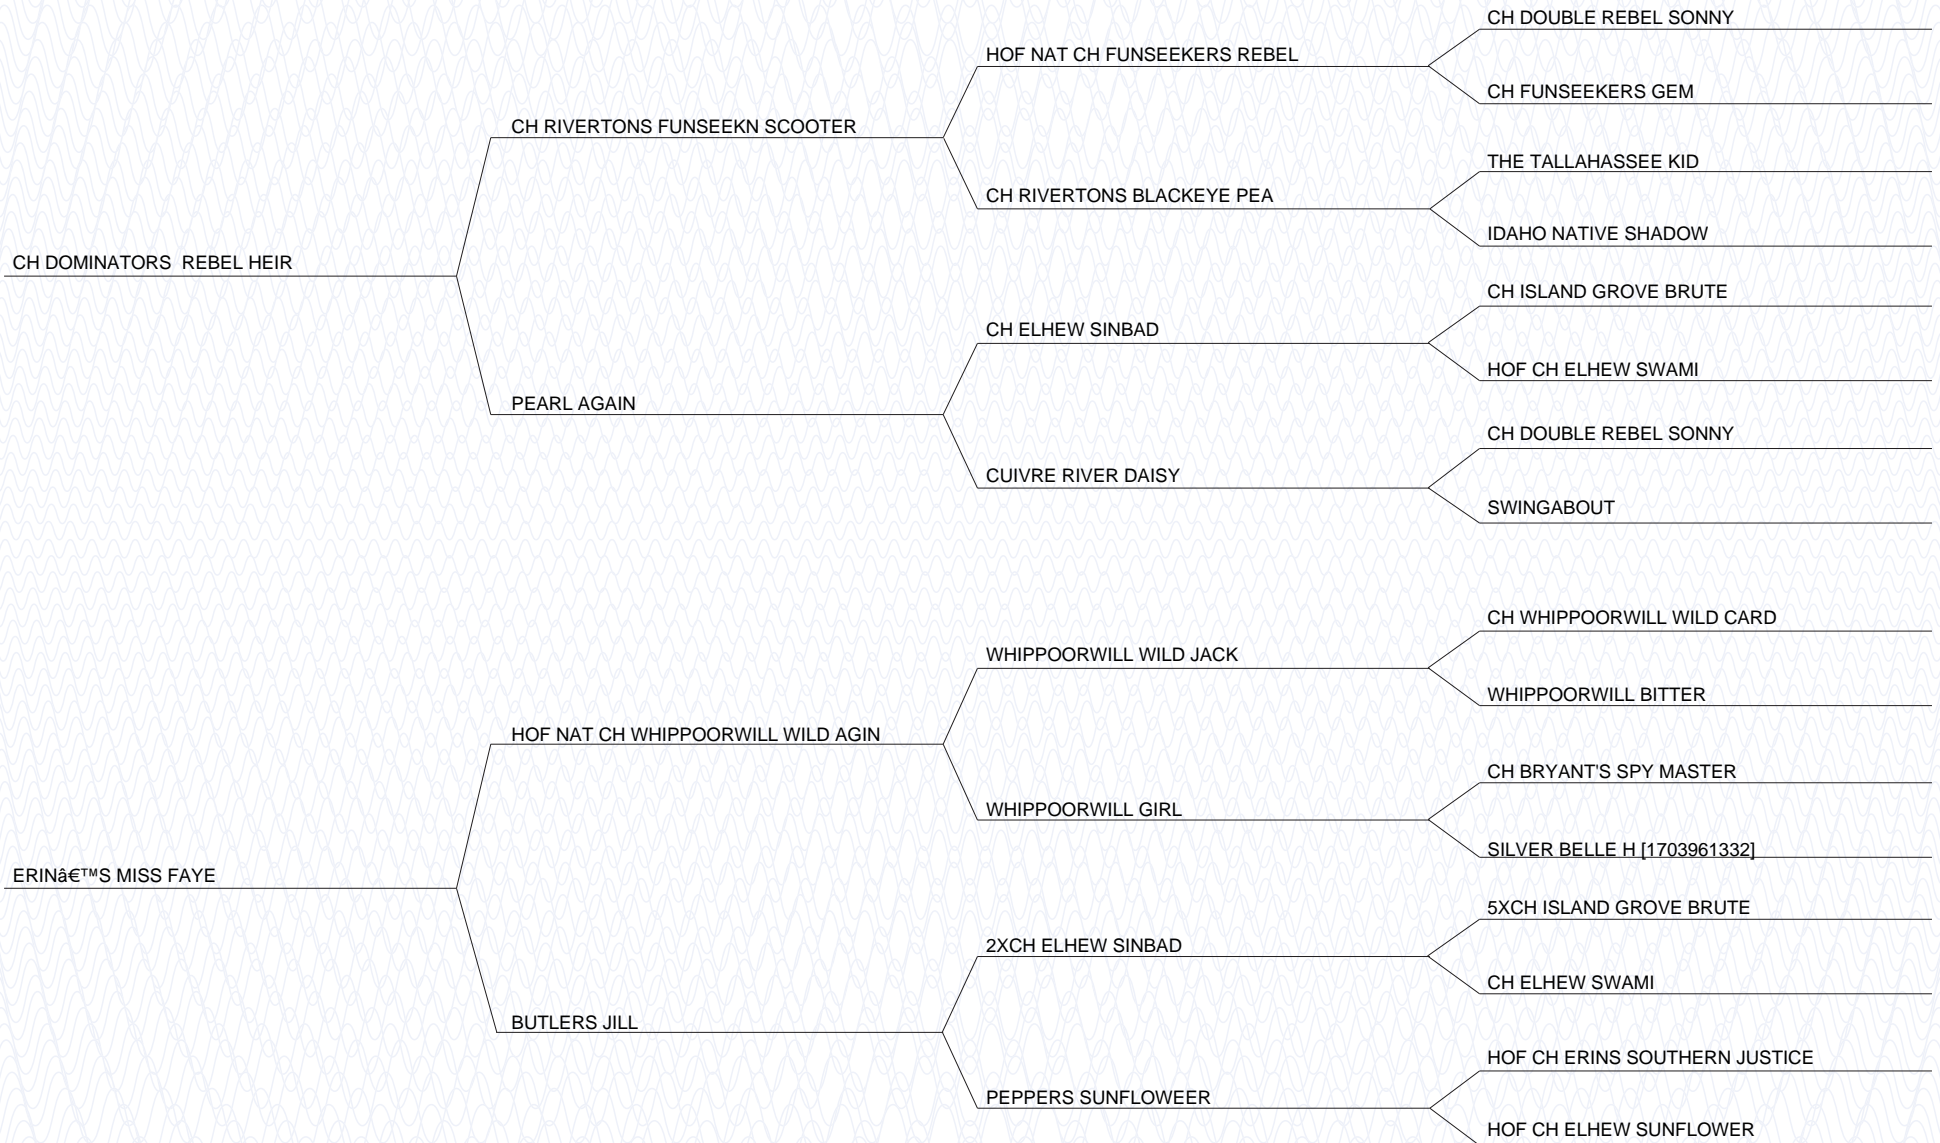 CH DOUBLE REBEL SONNY
HOF NAT CH FUNSEEKERS REBEL
CH FUNSEEKERS GEM
CH RIVERTONS FUNSEEKN SCOOTER
THE TALLAHASSEE KID
CH RIVERTONS BLACKEYE PEA
IDAHO NATIVE SHADOW
CH DOMINATORS  REBEL HEIR
CH ISLAND GROVE BRUTE
CH ELHEW SINBAD
HOF CH ELHEW SWAMI
PEARL AGAIN
CH DOUBLE REBEL SONNY
CUIVRE RIVER DAISY
SWINGABOUT
CH WHIPPOORWILL WILD CARD
WHIPPOORWILL WILD JACK
WHIPPOORWILL BITTER
HOF NAT CH WHIPPOORWILL WILD AGIN
CH BRYANT'S SPY MASTER
WHIPPOORWILL GIRL
SILVER BELLE H [1703961332]
ERINâ€™S MISS FAYE
5XCH ISLAND GROVE BRUTE
2XCH ELHEW SINBAD
CH ELHEW SWAMI
BUTLERS JILL
HOF CH ERINS SOUTHERN JUSTICE
PEPPERS SUNFLOWEER
HOF CH ELHEW SUNFLOWER